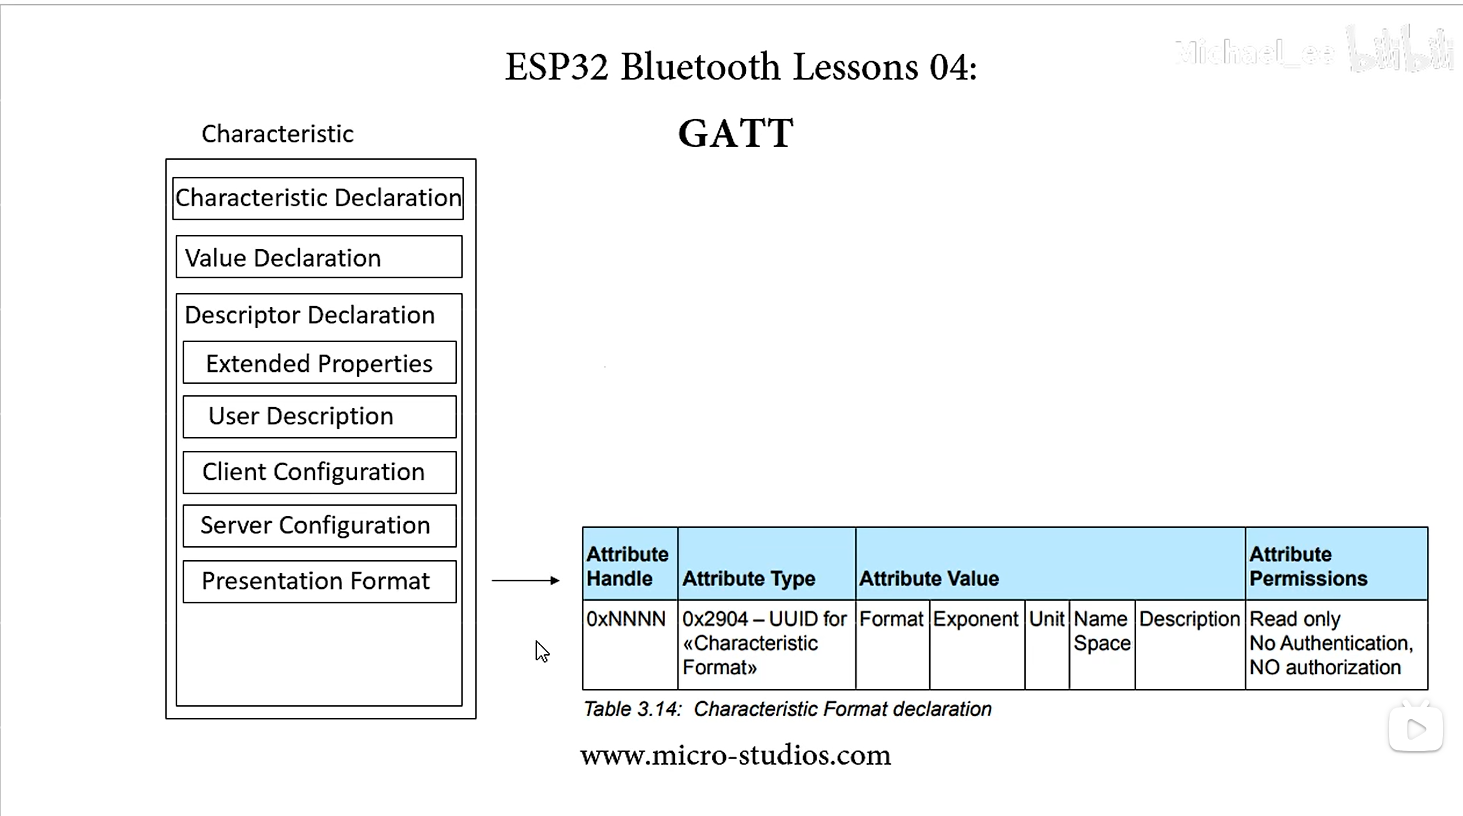 Michael_ee bilibili
ESP32 Bluetooth Lessons 04:
GATT
Characteristic
Characteristic Declaration
Value Declaration
Descriptor Declaration
Extended Properties
User Description
Client Configuration
Server Configuration
Presentation Format
Attribute Handle
Attribute Type
Attribute Value
Attribute Permissions
0xNNNN
0x2904 – UUID for
«Characteristic
Format»
Format
Exponent
Unit
Name
Space
Description
Read only
No Authentication,
NO authorization
Table 3.14: Characteristic Format declaration
www.micro-studios.com